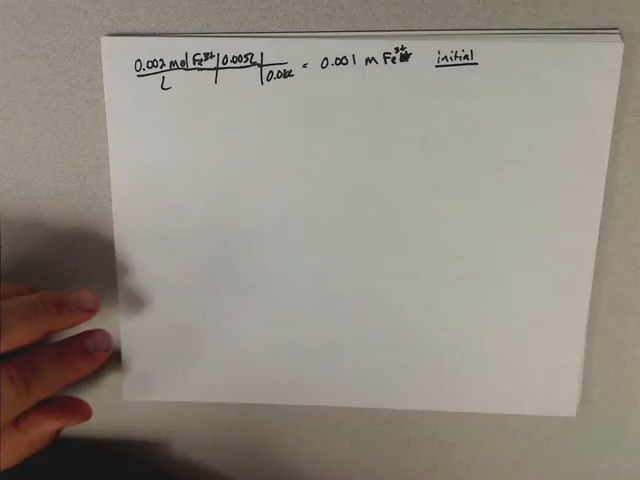 0.002 mol Fe³⁺ | 0.005L | = 0.001 M Fe³⁺ initial
L | | 0.01L